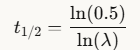 t_{1/2} = \frac{\ln(0.5)}{\ln(\lambda)}